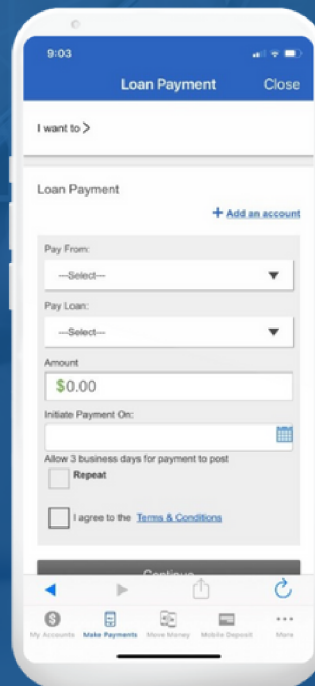 9:03
Loan Payment Close
I want to >
Loan Payment
+ Add an account
Pay From:
---Select---
Pay Loan:
---Select---
Amount
$0.00
Initiate Payment On:
Allow 3 business days for payment to post
Repeat
I agree to the Terms & Conditions
Continue
My Accounts Make Payments Move Money Mobile Deposit More